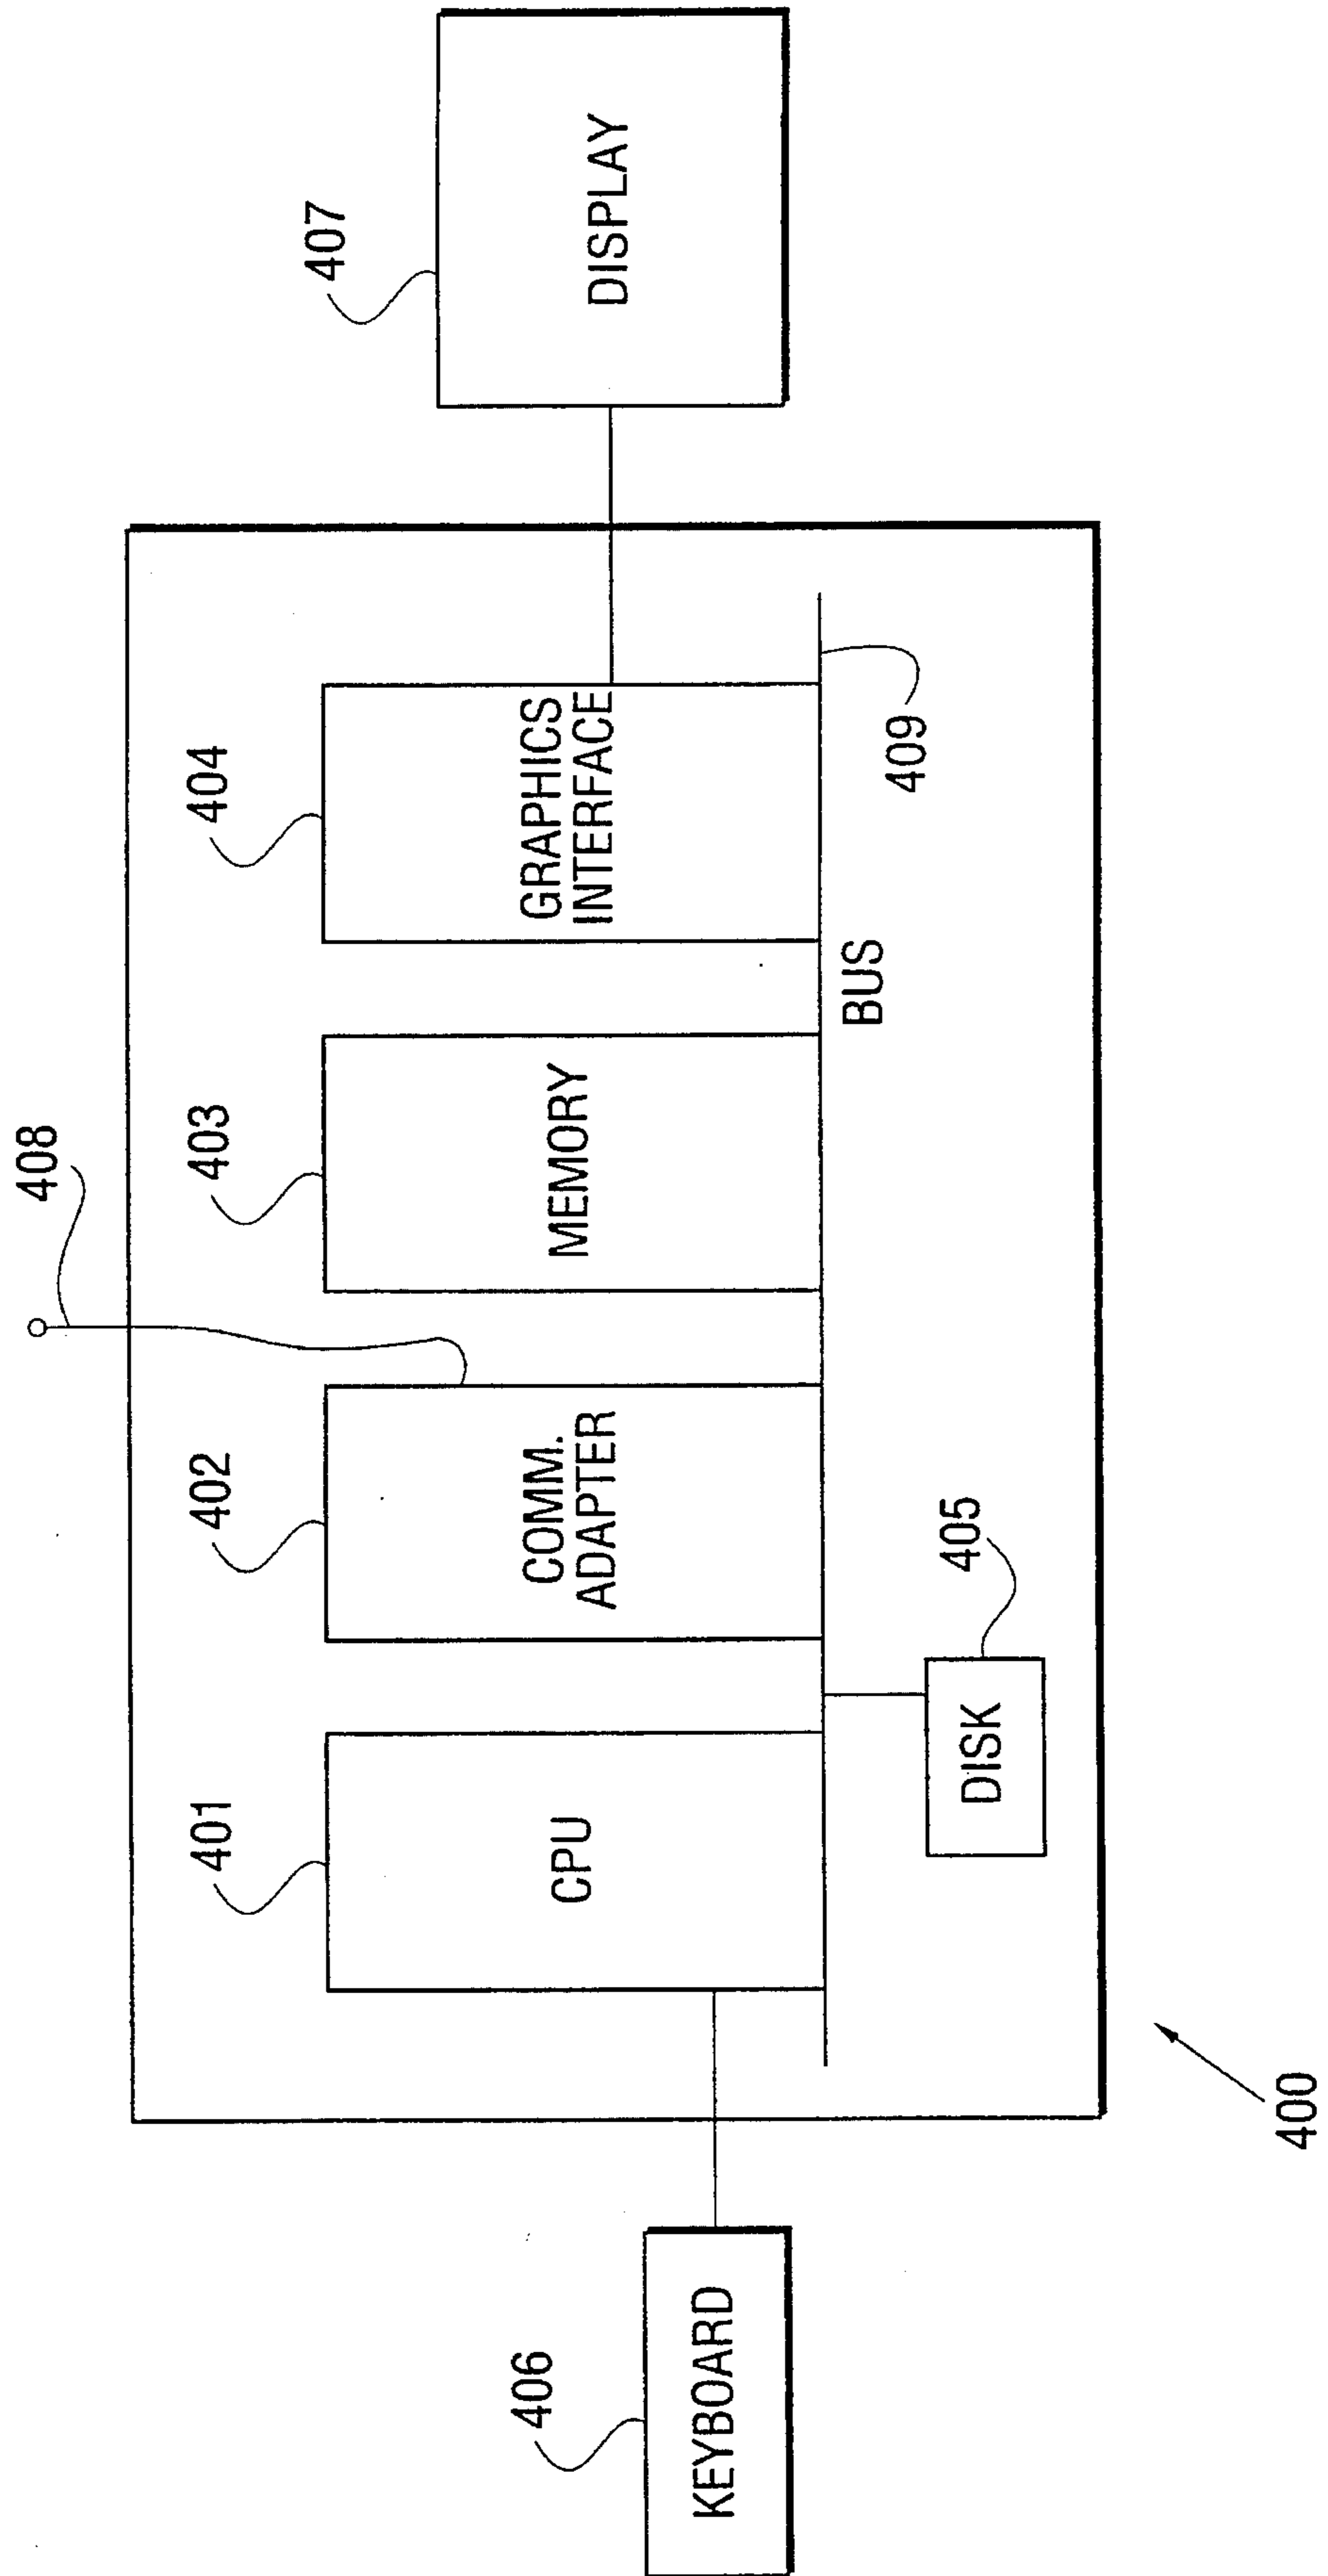 408
401
402
403
404
407
406
KEYBOARD
CPU
COMM.
ADAPTER
MEMORY
GRAPHICS
INTERFACE
DISPLAY
BUS
409
405
DISK
400